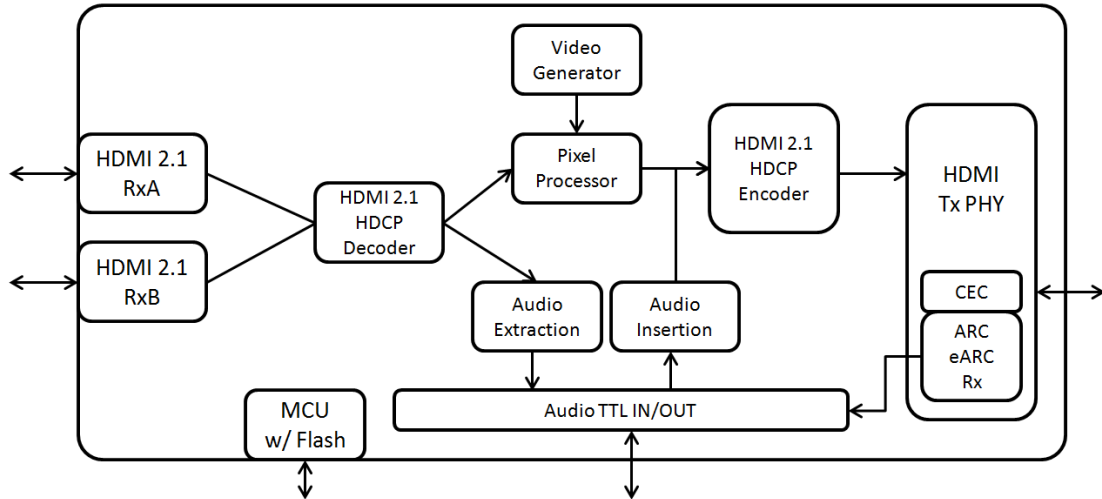 Video
Generator
HDMI 2.1
RxA
Pixel
Processor
HDMI 2.1
HDCP
Encoder
HDMI
Tx PHY
HDMI 2.1
HDCP
Decoder
HDMI 2.1
RxB
Audio
Extraction
Audio
Insertion
CEC
ARC
eARC
Rx
Audio TTL IN/OUT
MCU
w/ Flash